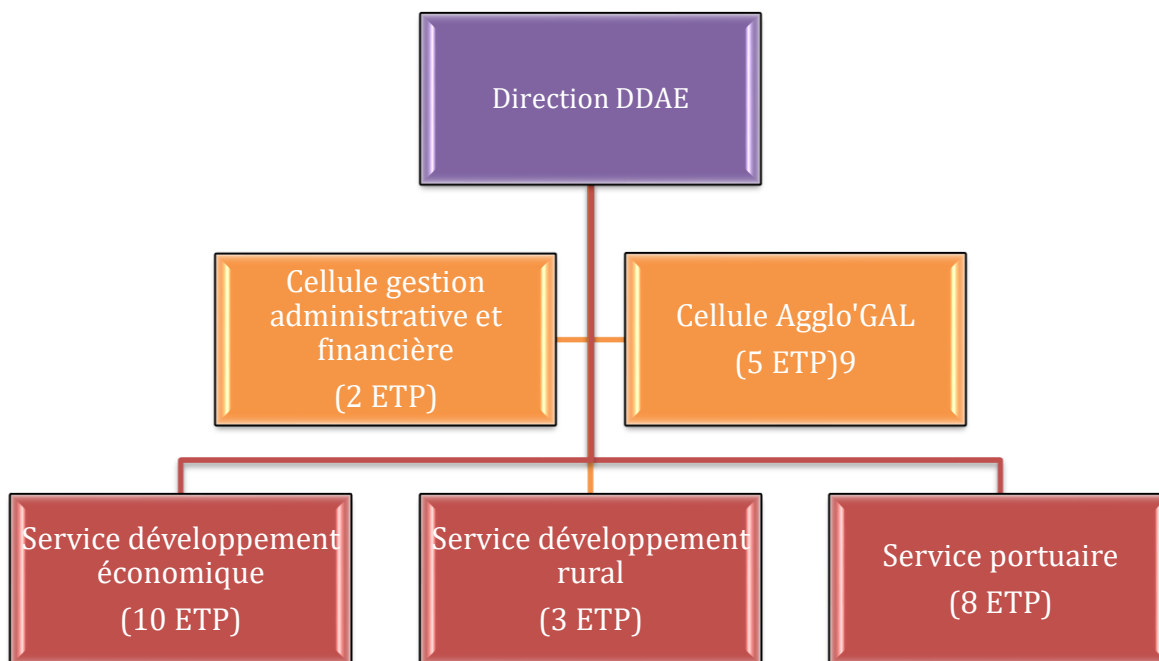 Direction DDAE
Cellule gestion
administrative et
financière
(2 ETP)
Cellule Agglo'GAL
(5 ETP)9
Service développement
économique
(10 ETP)
Service développement
rural
(3 ETP)
Service portuaire
(8 ETP)